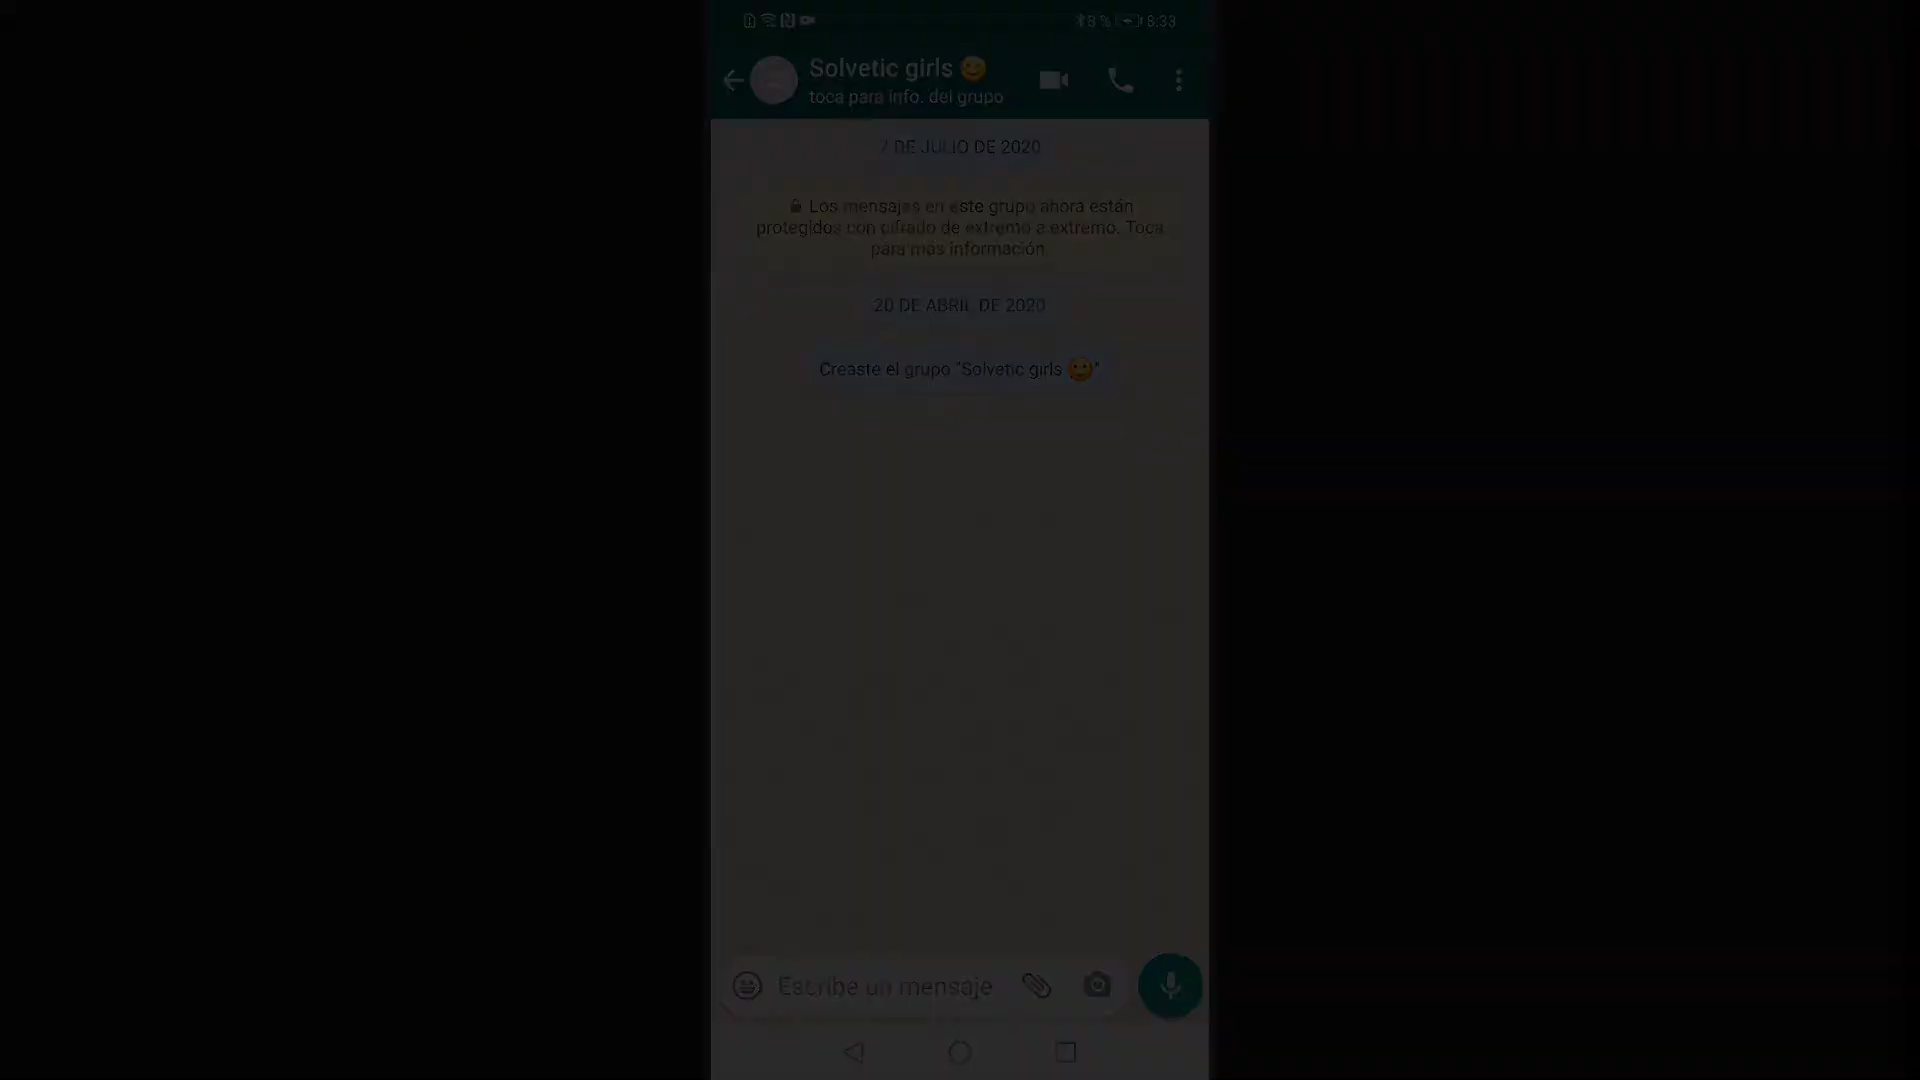 8 % 8:33
Solvetic girls
toca para info. del grupo
7 DE JULIO DE 2020
Los mensajes en este grupo ahora están
protegidos con cifrado de extremo a extremo. Toca
para más información.
20 DE ABRIL DE 2020
Creaste el grupo "Solvetic girls 🙂"
Escribe un mensaje